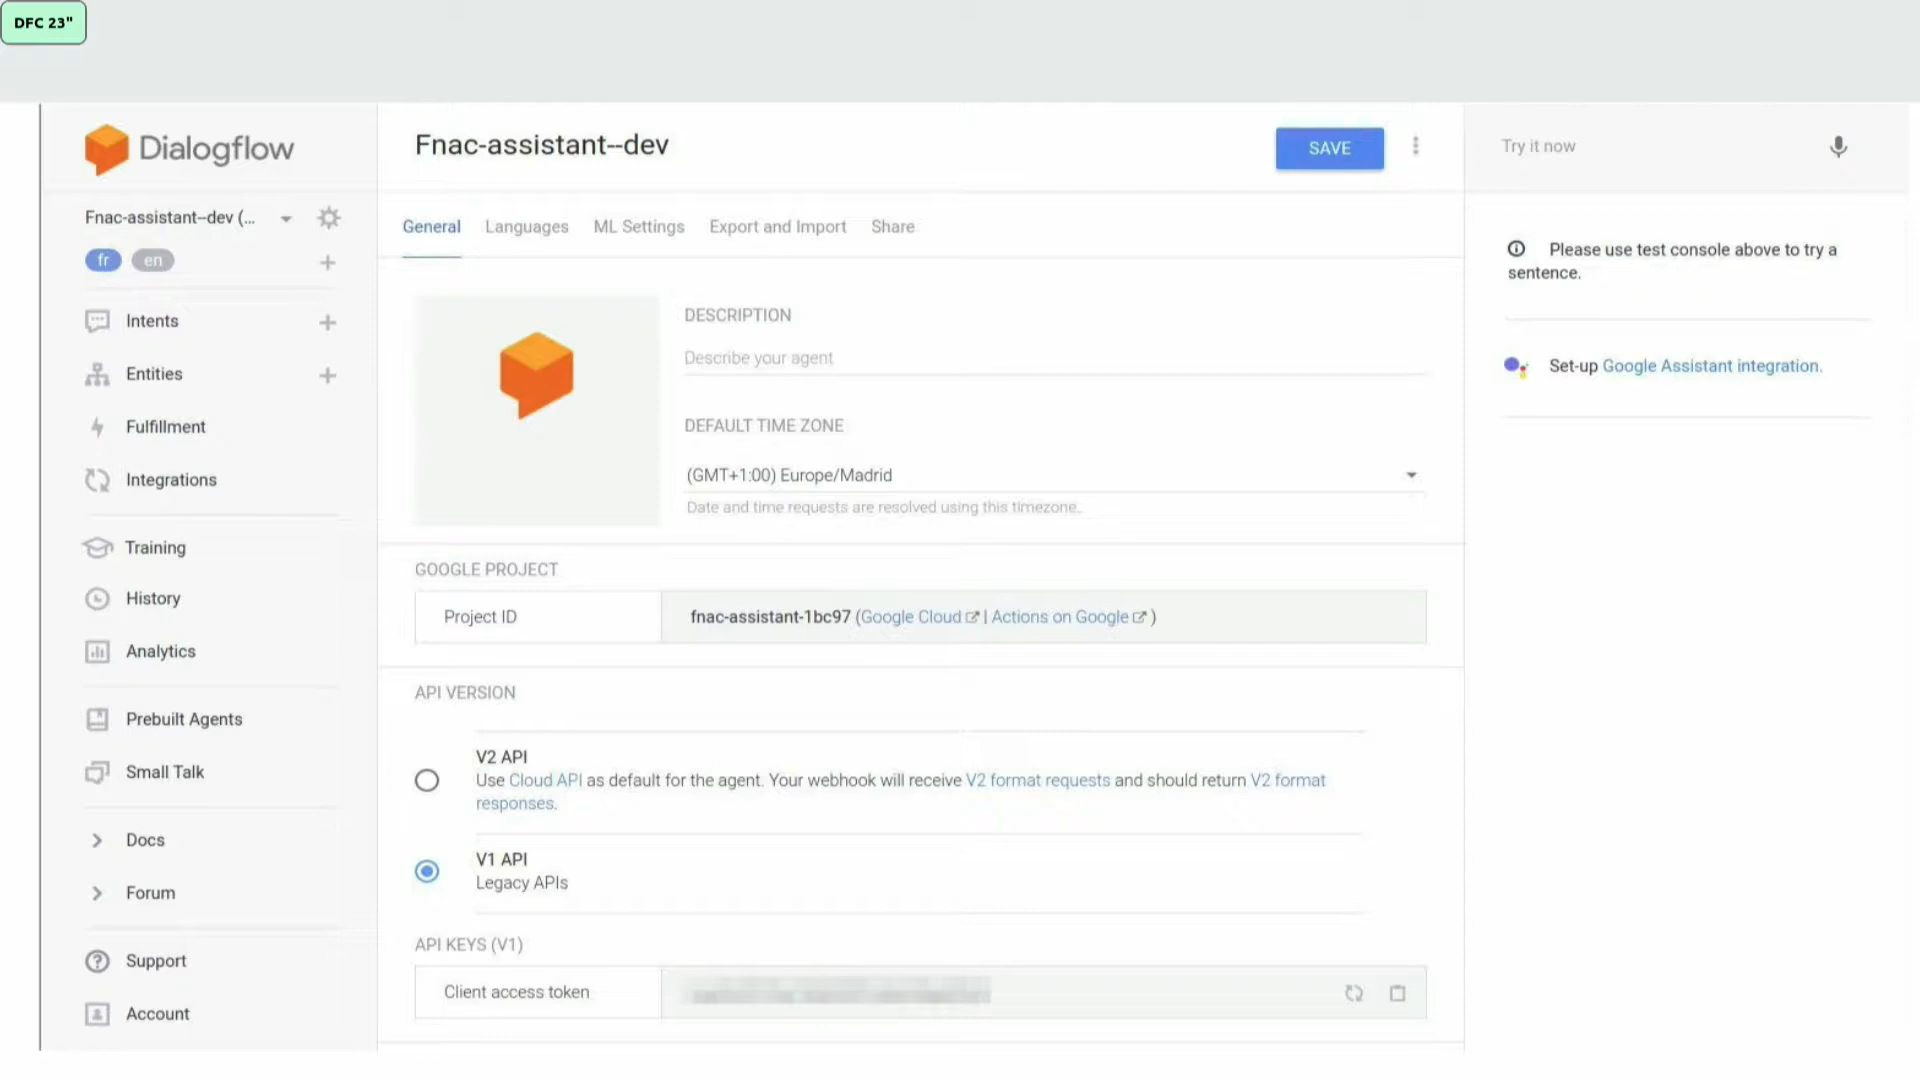 DFC 23"
Dialogflow
Fnac-assistant--dev
SAVE
Try it now
Fnac-assistant--dev (...
fr
en
General
Languages
ML Settings
Export and Import
Share
Please use test console above to try a
sentence.
Set-up Google Assistant integration.
Intents
Entities
Fulfillment
Integrations
Training
History
Analytics
Prebuilt Agents
Small Talk
Docs
Forum
Support
Account
DESCRIPTION
Describe your agent
DEFAULT TIME ZONE
(GMT+1:00) Europe/Madrid
Date and time requests are resolved using this timezone.
GOOGLE PROJECT
Project ID
fnac-assistant-1bc97 (Google Cloud | Actions on Google )
API VERSION
V2 API
Use Cloud API as default for the agent. Your webhook will receive V2 format requests and should return V2 format
responses.
V1 API
Legacy APIs
API KEYS (V1)
Client access token